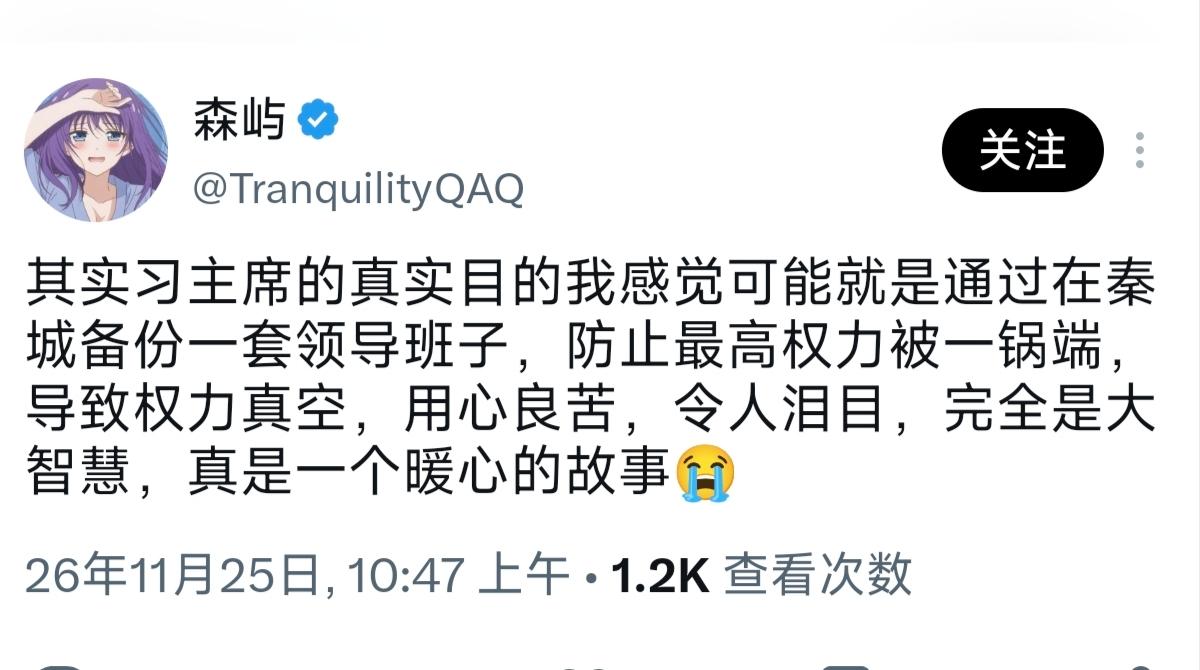 森屿
@TranquilityQAQ
关注
其实习主席的真实目的我感觉可能就是通过在秦
城备份一套领导班子，防止最高权力被一锅端，
导致权力真空，用心良苦，令人泪目，完全是大
智慧，真是一个暖心的故事😭
26年11月25日, 10:47 上午 · 1.2K 查看次数